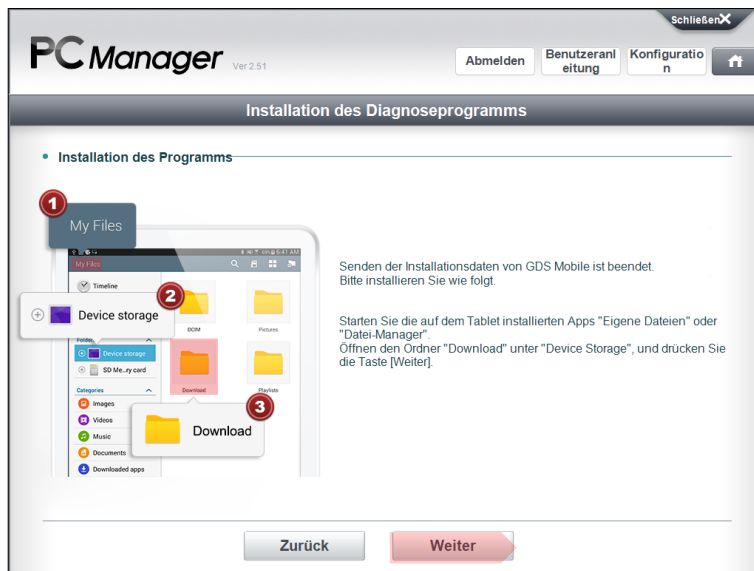 Schließen X
PC Manager Ver 2.51
Abmelden
Benutzeranl
eitung
Konfiguratio
n
Installation des Diagnoseprogramms
Installation des Programms
1
My Files
My Files
Timeline
2
Device storage
Device storage
SD Me...ry card
Categories
Images
Videos
Music
Documents
Downloaded apps
DCIM
Pictures
Download
Playlists
3
Download
Senden der Installationsdaten von GDS Mobile ist beendet.
Bitte installieren Sie wie folgt.
Starten Sie die auf dem Tablet installierten Apps "Eigene Dateien" oder
"Datei-Manager".
Öffnen den Ordner "Download" unter "Device Storage", und drücken Sie
die Taste [Weiter].
Zurück
Weiter